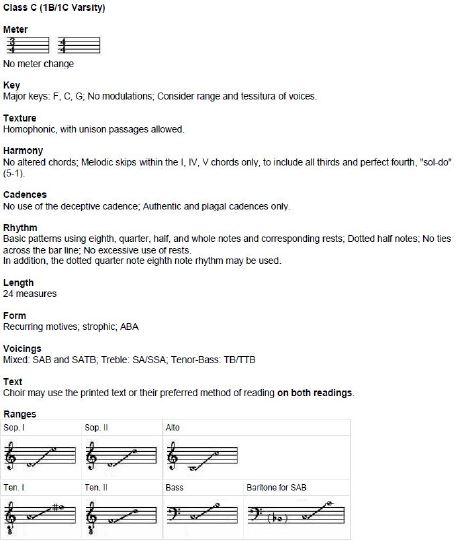 Class C (1B/1C Varsity)
Meter
3 4 4 4
No meter change
Key
Major keys: F, C, G; No modulations; Consider range and tessitura of voices.
Texture
Homophonic, with unison passages allowed.
Harmony
No altered chords; Melodic skips within the I, IV, V chords only, to include all thirds and perfect fourth, "sol-do"
(5-1).
Cadences
No use of the deceptive cadence; Authentic and plagal cadences only.
Rhythm
Basic patterns using eighth, quarter, half, and whole notes and corresponding rests; Dotted half notes; No ties
across the bar line; No excessive use of rests.
In addition, the dotted quarter note eighth note rhythm may be used.
Length
24 measures
Form
Recurring motives; strophic; ABA
Voicings
Mixed: SAB and SATB; Treble: SA/SSA; Tenor-Bass: TB/TTB
Text
Choir may use the printed text or their preferred method of reading on both readings.
Ranges
Sop. I Sop. II Alto
Ten. I Ten. II Bass Baritone for SAB